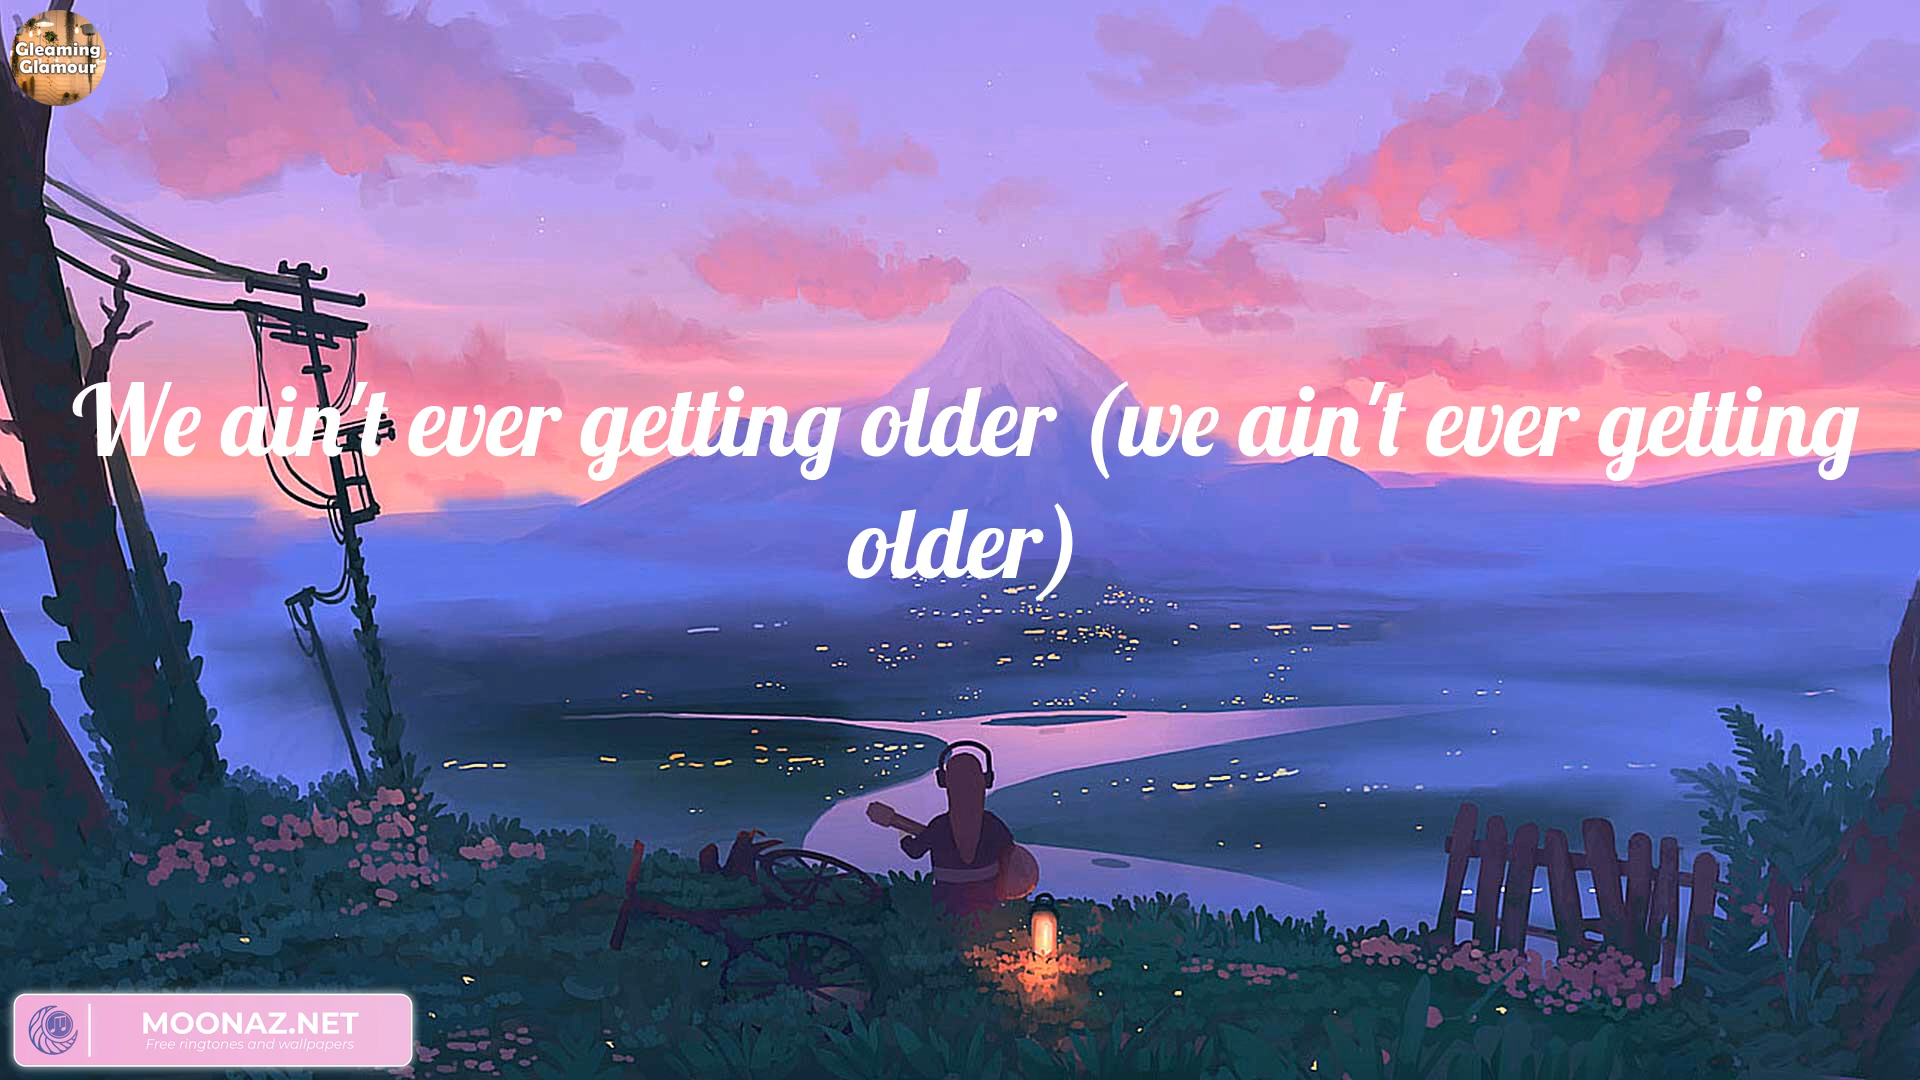 Gleaming
Glamour
We ain't ever getting older (we ain't ever getting
older)
MOONAZ.NET
Free ringtones and wallpapers